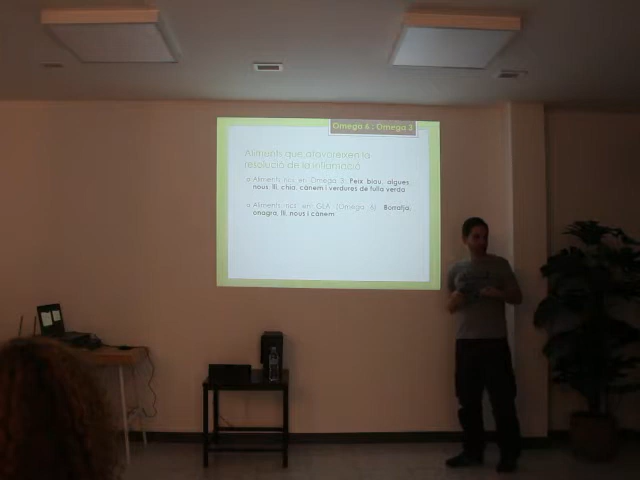 Omega 6 : Omega 3
Aliments que afavoreixen la
resolució de la inflamació
Aliments rics en Omega 3: Peix blau, algues,
nous, lli, chia, cànem i verdures de fulla verda
Aliments rics en GLA (Omega 6): Borratja,
onagra, lli, nous i cànem